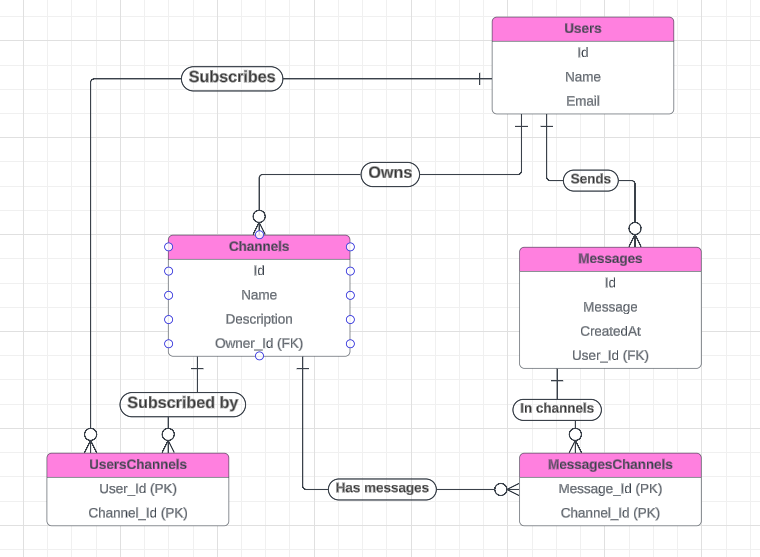 Users
Id
Name
Email
Subscribes
Owns
Sends
Channels
Id
Name
Description
Owner_Id (FK)
Messages
Id
Message
CreatedAt
User_Id (FK)
Subscribed by
In channels
UsersChannels
User_Id (PK)
Channel_Id (PK)
Has messages
MessagesChannels
Message_Id (PK)
Channel_Id (PK)